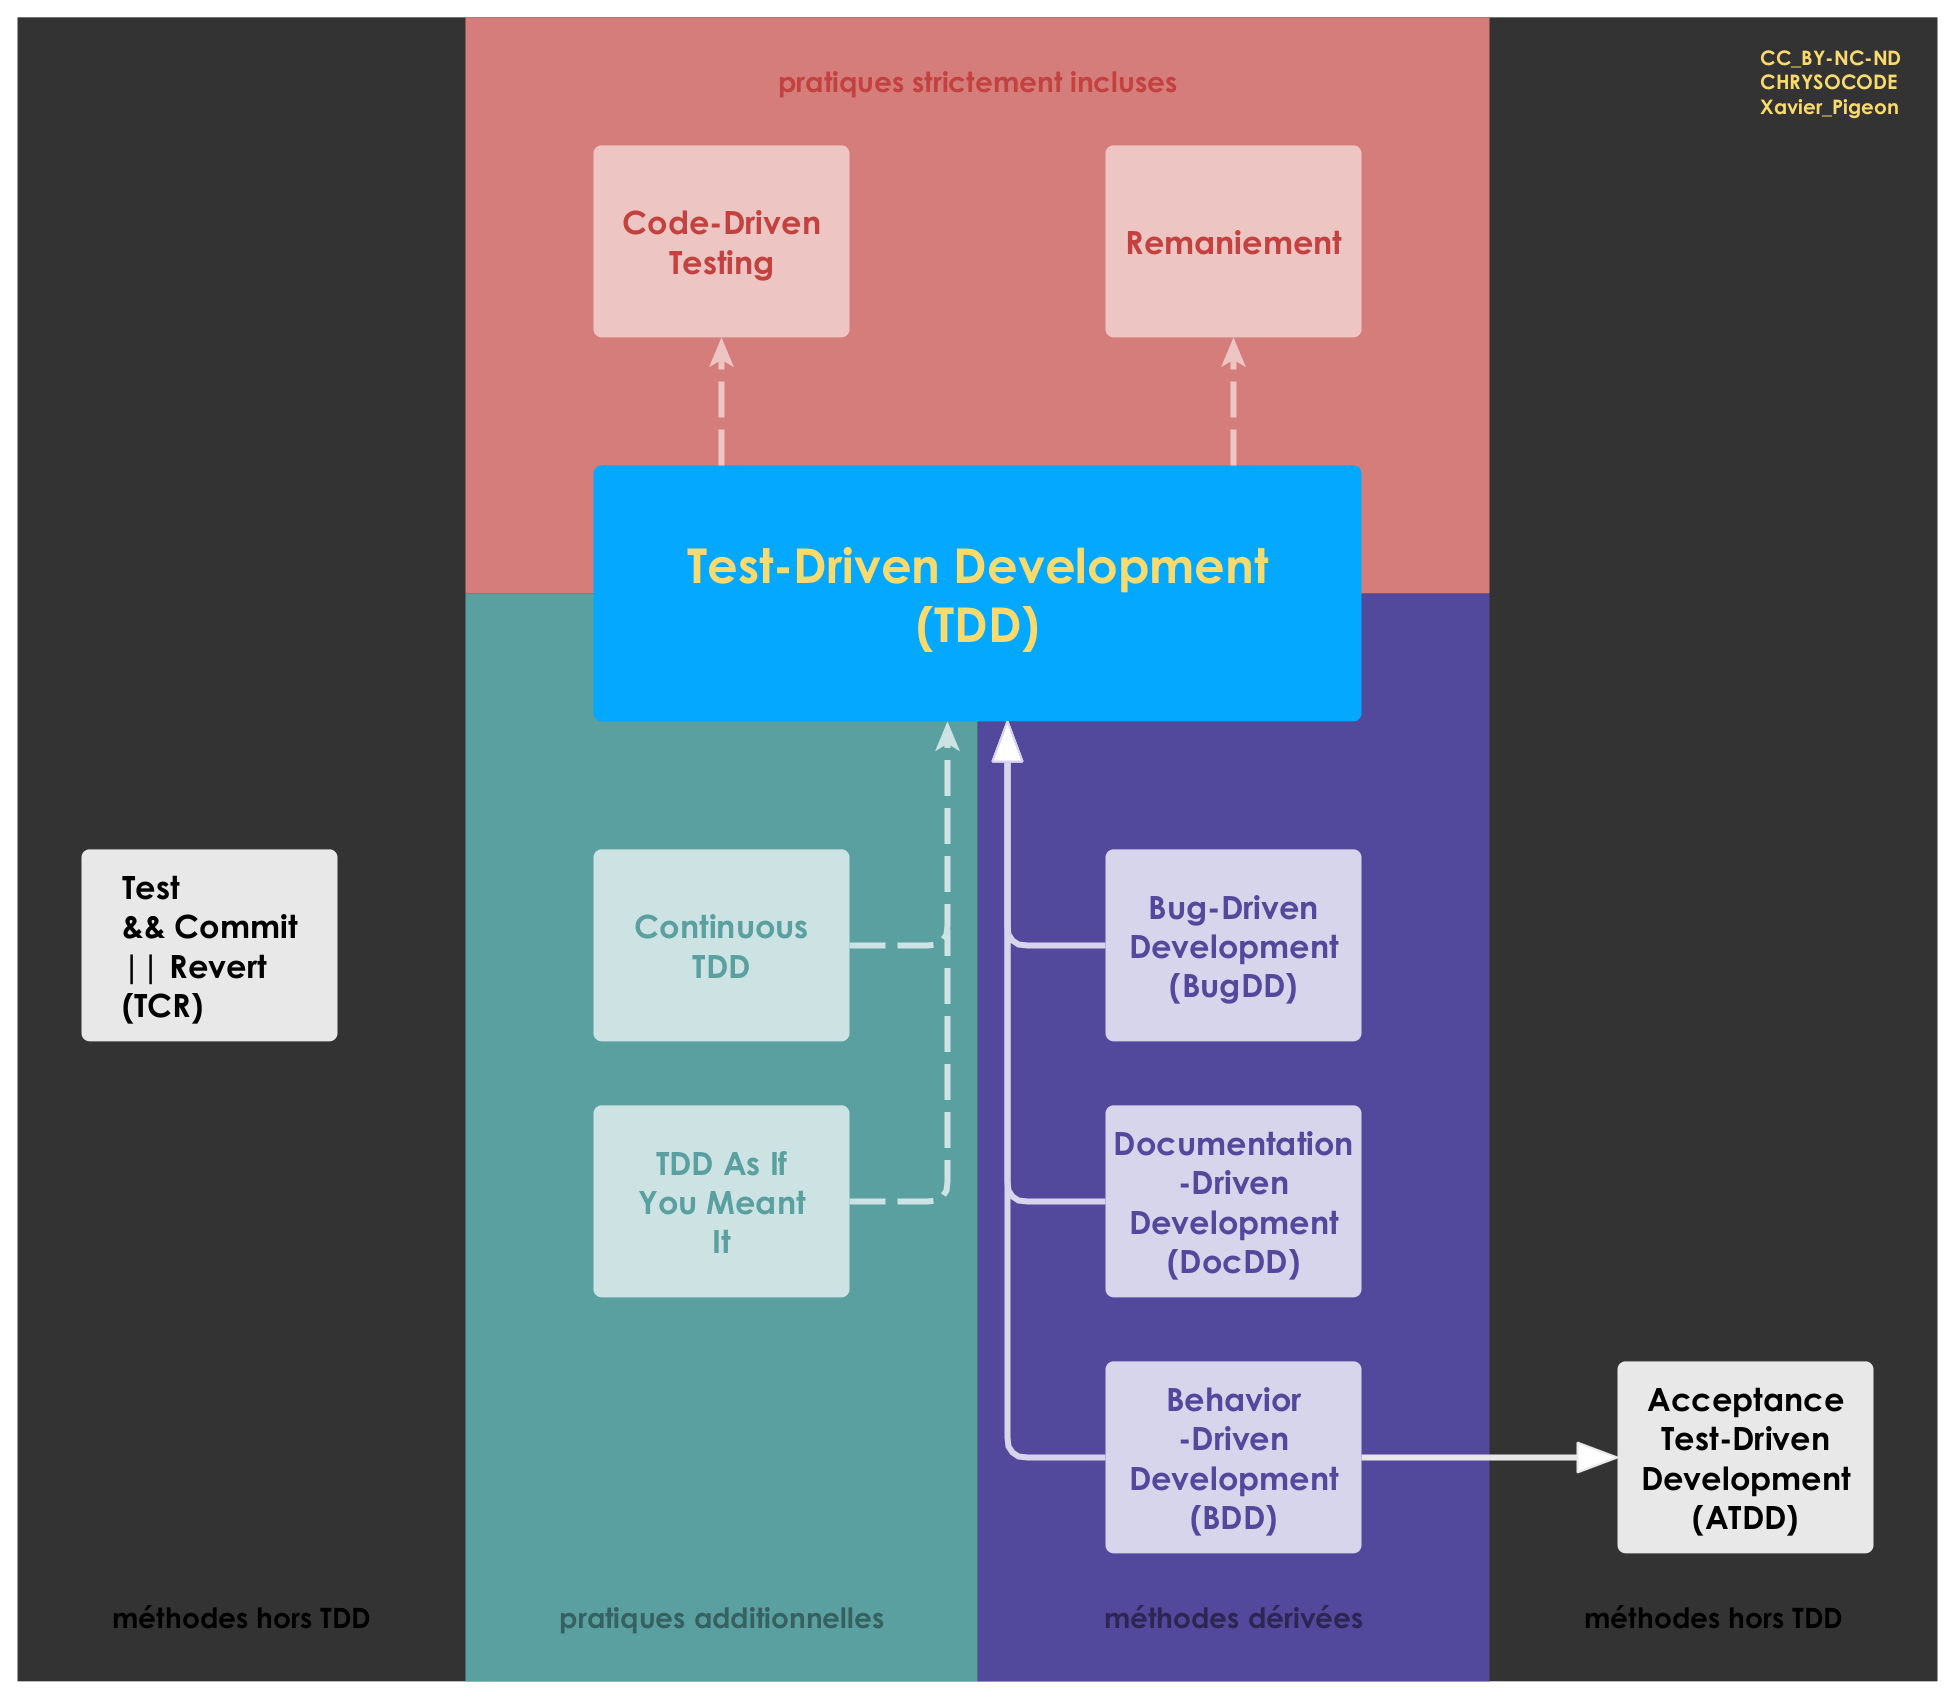 pratiques strictement incluses
CC_BY-NC-ND
CHRYSOCODE
Xavier_Pigeon
Code-Driven
Testing
Remaniement
Test-Driven Development
(TDD)
Test
&& Commit
|| Revert
(TCR)
Continuous
TDD
Bug-Driven
Development
(BugDD)
TDD As If
You Meant
It
Documentation
-Driven
Development
(DocDD)
Behavior
-Driven
Development
(BDD)
Acceptance
Test-Driven
Development
(ATDD)
méthodes hors TDD
pratiques additionnelles
méthodes dérivées
méthodes hors TDD